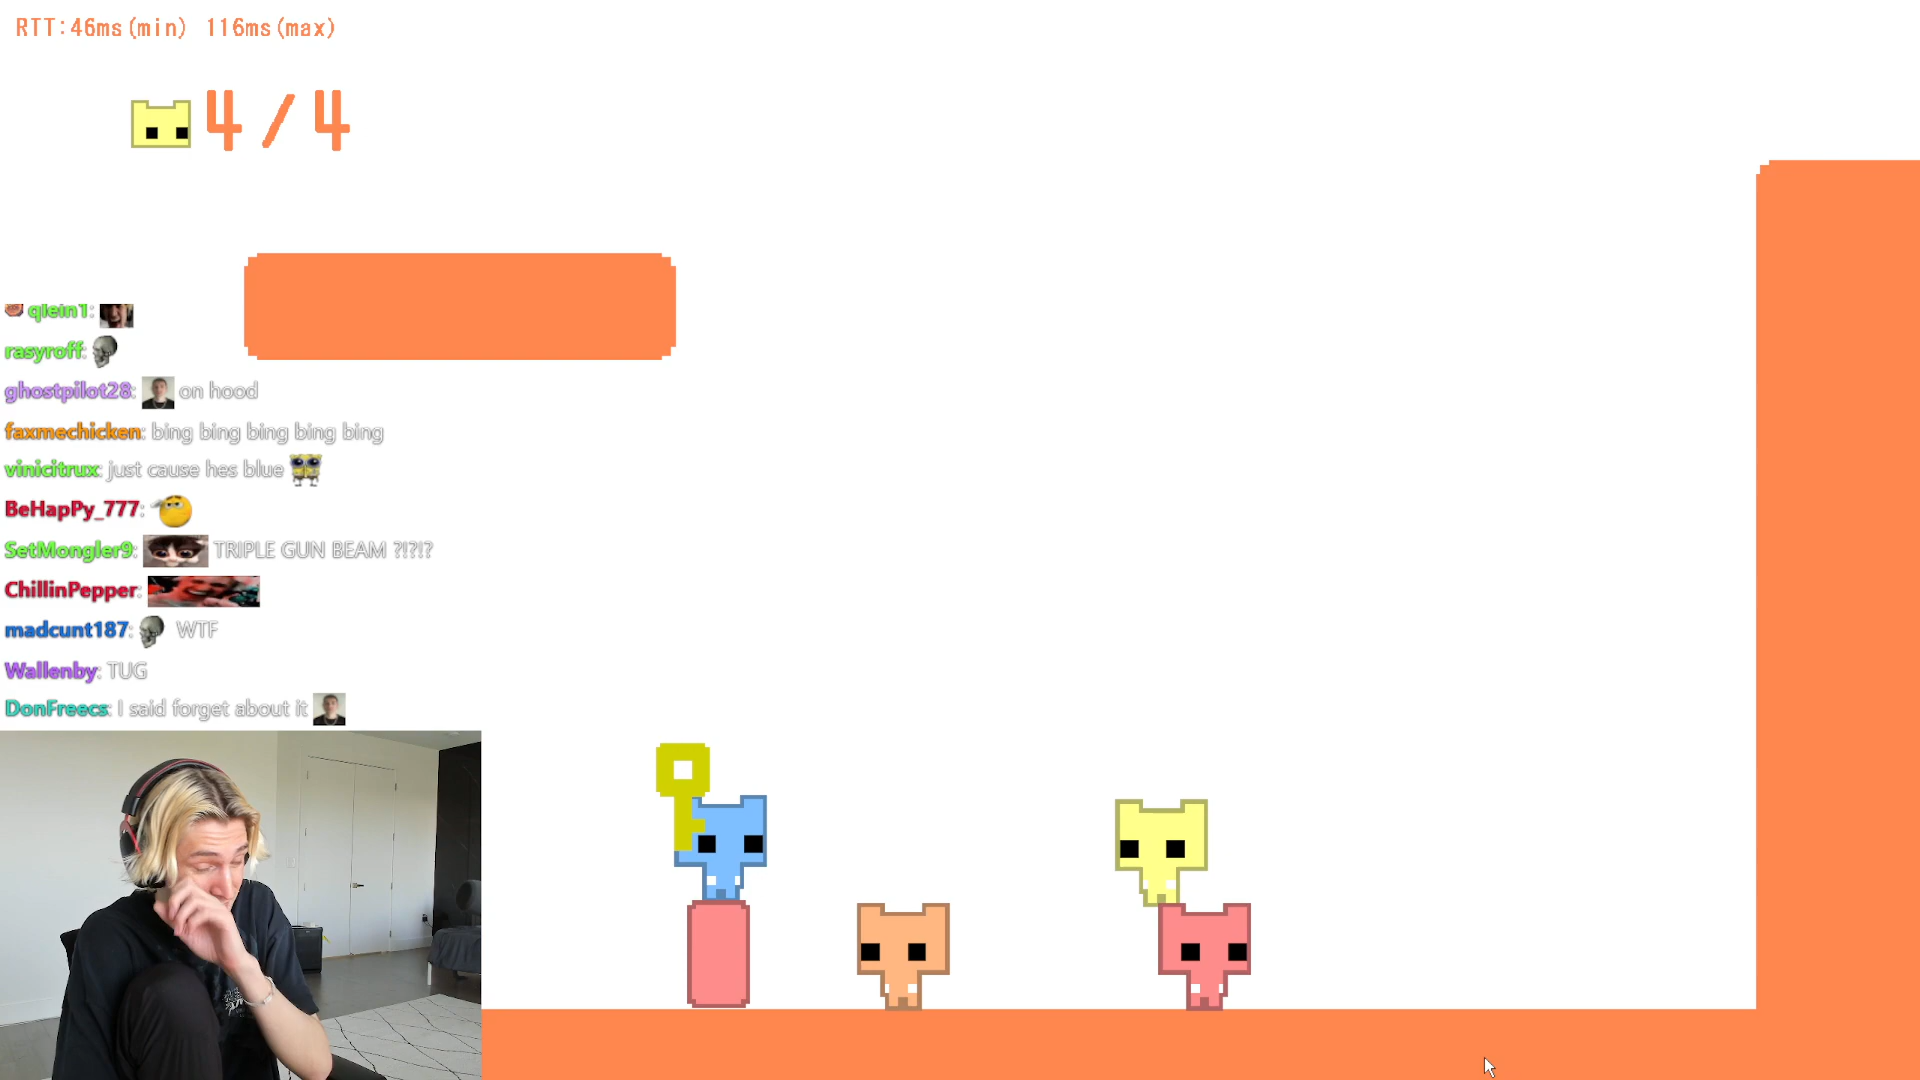 RTT:46ms(min) 116ms(max)
4/4
qlein1:
rasyroff:
ghostpilot28: on hood
faxmechicken: bing bing bing bing bing
vinicitrux: just cause hes blue
BeHapPy_777:
SetMongler9: TRIPLE GUN BEAM ?!?!?
ChillinPepper:
madcunt187: WTF
Wallenby: TUG
DonFreecs: I said forget about it